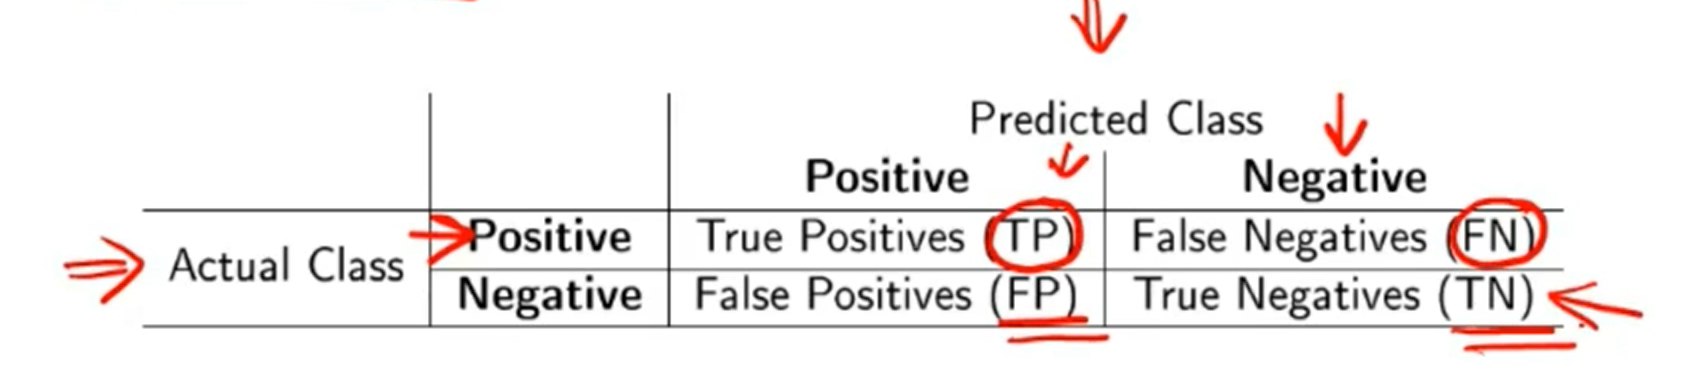 Predicted Class
Positive Negative
Actual Class Positive True Positives (TP) False Negatives (FN)
Negative False Positives (FP) True Negatives (TN)